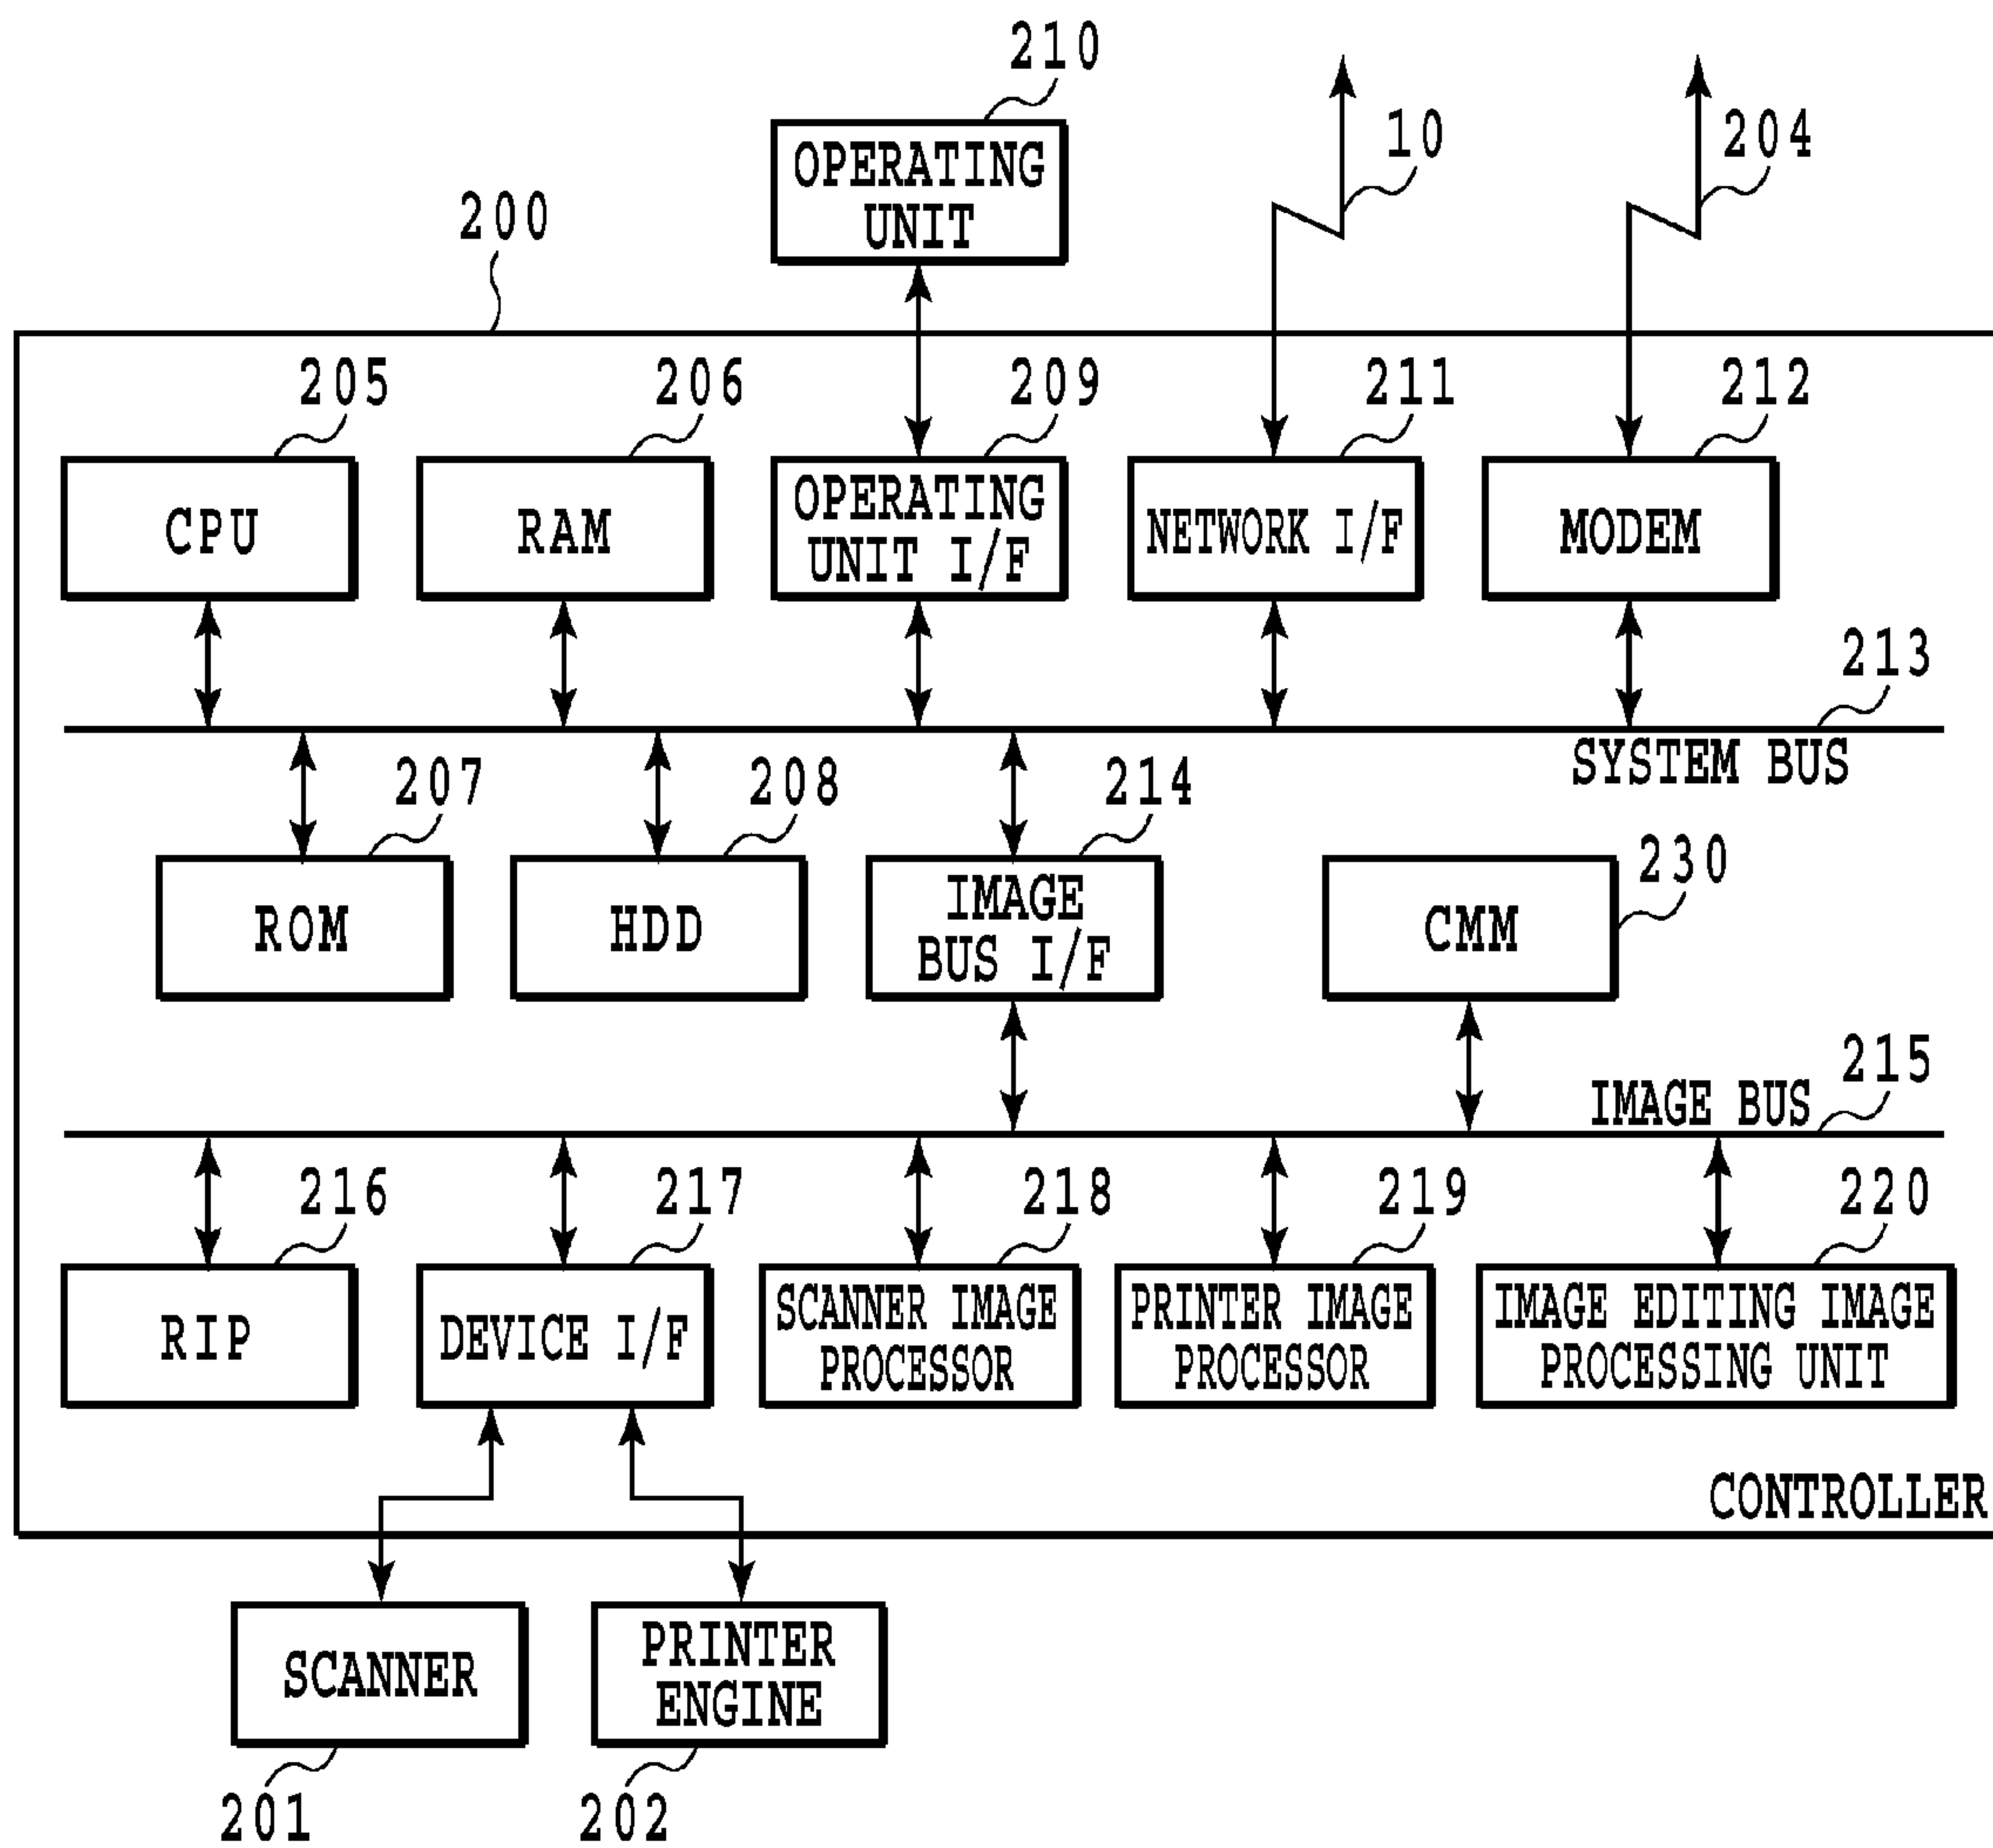 210
OPERATING
UNIT
10
204
200
205
206
209
211
212
CPU
RAM
OPERATING
UNIT I/F
NETWORK I/F
MODEM
213
SYSTEM BUS
207
208
214
230
ROM
HDD
IMAGE
BUS I/F
CMM
215
IMAGE BUS
216
217
218
219
220
RIP
DEVICE I/F
SCANNER IMAGE
PROCESSOR
PRINTER IMAGE
PROCESSOR
IMAGE EDITING IMAGE
PROCESSING UNIT
CONTROLLER
SCANNER
PRINTER
ENGINE
201
202